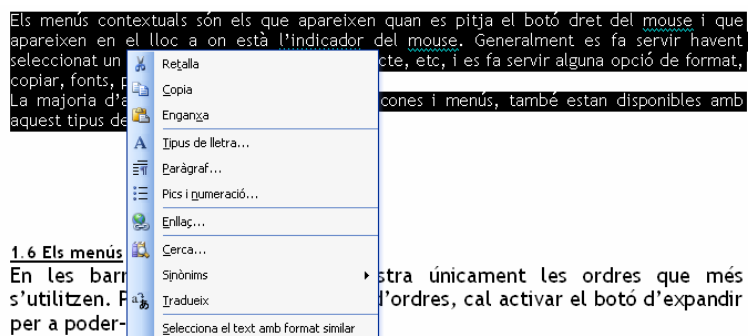 Els menús contextuals són els que apareixen quan es pitja el botó dret del mouse i que
apareixen en el lloc a on està l'indicador del mouse. Generalment es fa servir havent
seleccionat un cte, etc, i es fa servir alguna opció de format,
copiar, fonts, p
La majoria d'a cones i menús, també estan disponibles amb
aquest tipus de
Retalla
Copia
Enganxa
Tipus de lletra...
Paràgraf...
Pics i numeració...
Enllaç...
Cerca...
Sinònims
Tradueix
Selecciona el text amb format similar
1.6 Els menús
En les barr stra únicament les ordres que més
s'utilitzen. P d'ordres, cal activar el botó d'expandir
per a poder-